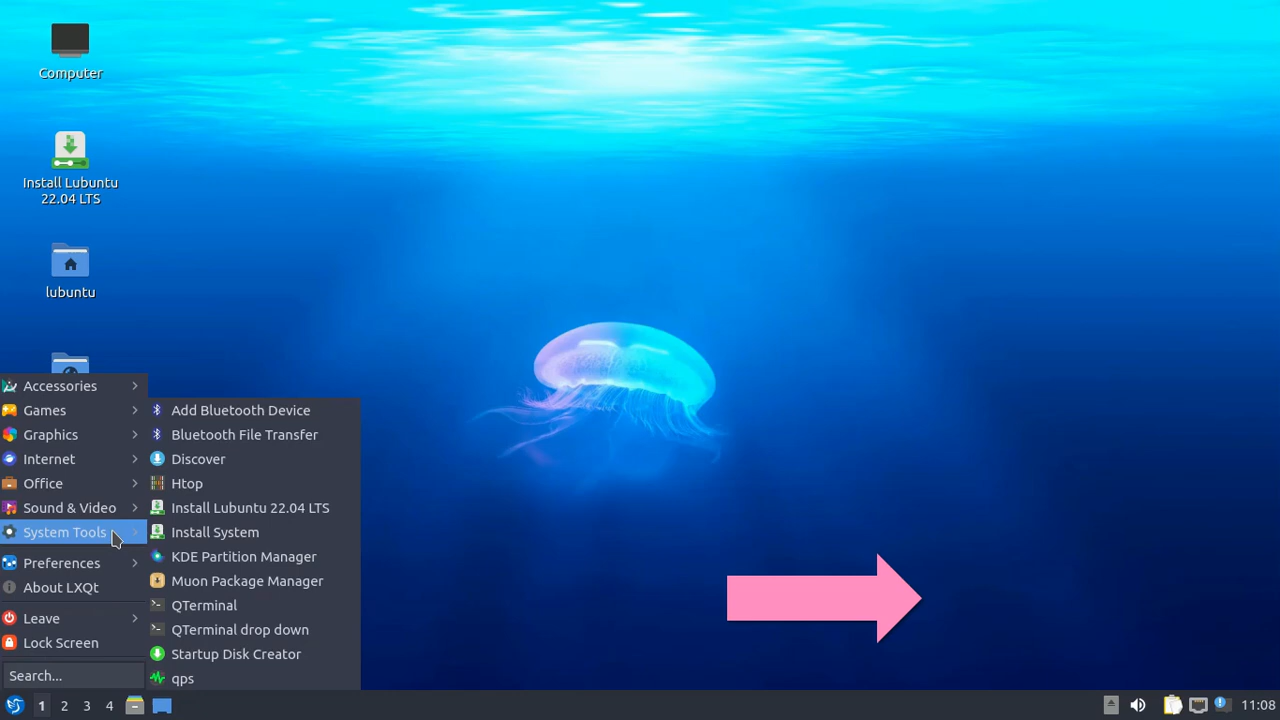 Computer
Install Lubuntu
22.04 LTS
lubuntu
Accessories
Games
Graphics
Internet
Office
Sound & Video
System Tools
Preferences
About LXQt
Leave
Lock Screen
Search...
Add Bluetooth Device
Bluetooth File Transfer
Discover
Htop
Install Lubuntu 22.04 LTS
Install System
KDE Partition Manager
Muon Package Manager
QTerminal
QTerminal drop down
Startup Disk Creator
qps
1 2 3 4 11:08